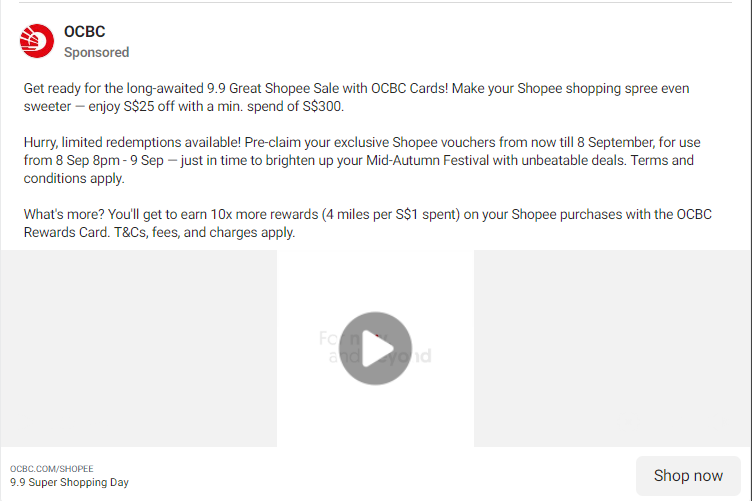 OCBC
Sponsored
Get ready for the long-awaited 9.9 Great Shopee Sale with OCBC Cards! Make your Shopee shopping spree even
sweeter — enjoy S$25 off with a min. spend of S$300.
Hurry, limited redemptions available! Pre-claim your exclusive Shopee vouchers from now till 8 September, for use
from 8 Sep 8pm - 9 Sep — just in time to brighten up your Mid-Autumn Festival with unbeatable deals. Terms and
conditions apply.
What's more? You'll get to earn 10x more rewards (4 miles per S$1 spent) on your Shopee purchases with the OCBC
Rewards Card. T&Cs, fees, and charges apply.
and
OCBC.COM/SHOPEE
9.9 Super Shopping Day
Shop now